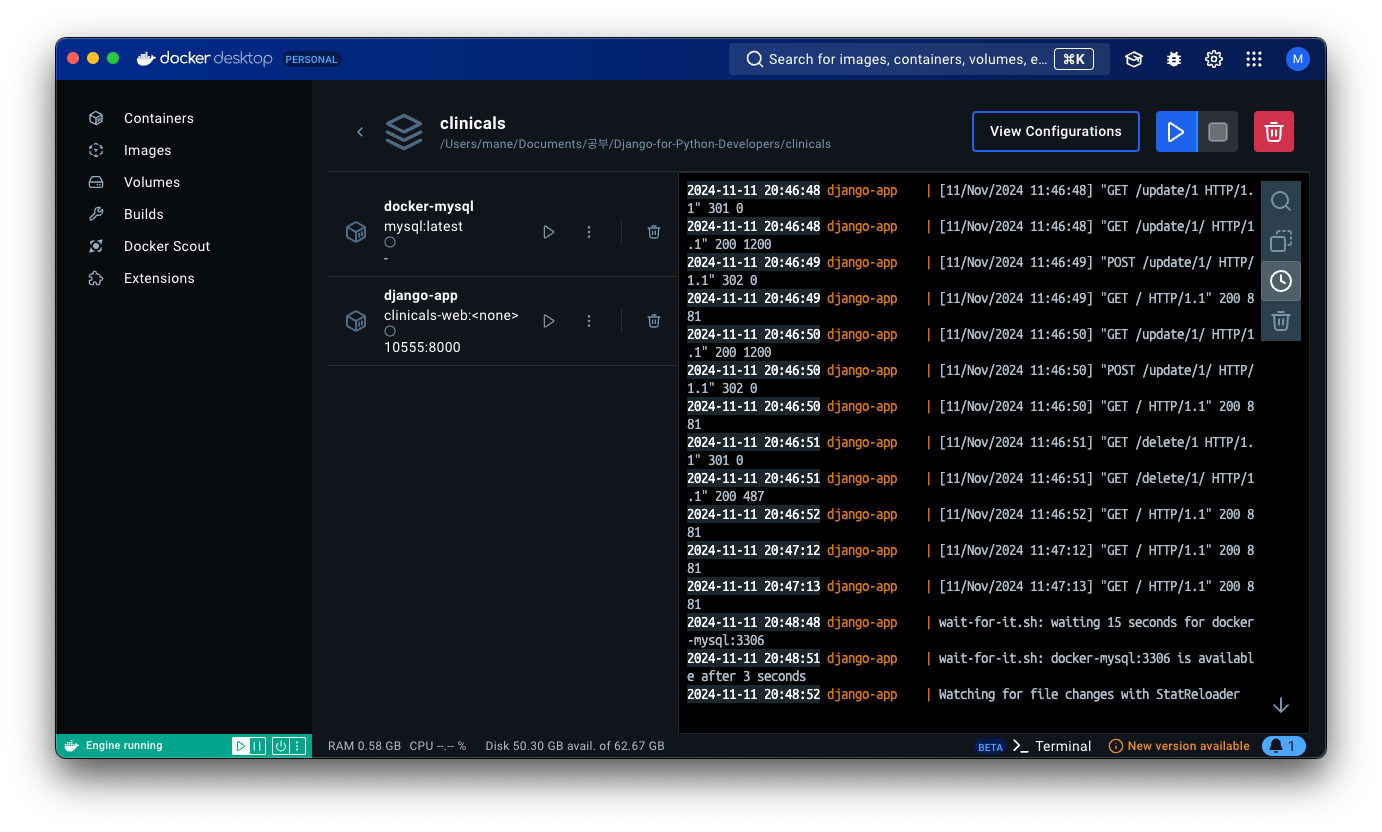 docker desktop PERSONAL
Search for images, containers, volumes, e... ⌘K
M
Containers
Images
Volumes
Builds
Docker Scout
Extensions
clinicals
/Users/mane/Documents/공부/Django-for-Python-Developers/clinicals
View Configurations
docker-mysql
mysql:latest
-
django-app
clinicals-web:<none>
10555:8000
2024-11-11 20:46:48 django-app | [11/Nov/2024 11:46:48] "GET /update/1 HTTP/1.
1" 301 0
2024-11-11 20:46:48 django-app | [11/Nov/2024 11:46:48] "GET /update/1/ HTTP/1
.1" 200 1200
2024-11-11 20:46:49 django-app | [11/Nov/2024 11:46:49] "POST /update/1/ HTTP/
1.1" 302 0
2024-11-11 20:46:49 django-app | [11/Nov/2024 11:46:49] "GET / HTTP/1.1" 200 8
81
2024-11-11 20:46:50 django-app | [11/Nov/2024 11:46:50] "GET /update/1/ HTTP/1
.1" 200 1200
2024-11-11 20:46:50 django-app | [11/Nov/2024 11:46:50] "POST /update/1/ HTTP/
1.1" 302 0
2024-11-11 20:46:50 django-app | [11/Nov/2024 11:46:50] "GET / HTTP/1.1" 200 8
81
2024-11-11 20:46:51 django-app | [11/Nov/2024 11:46:51] "GET /delete/1 HTTP/1.
1" 301 0
2024-11-11 20:46:51 django-app | [11/Nov/2024 11:46:51] "GET /delete/1/ HTTP/1
.1" 200 487
2024-11-11 20:46:52 django-app | [11/Nov/2024 11:46:52] "GET / HTTP/1.1" 200 8
81
2024-11-11 20:47:12 django-app | [11/Nov/2024 11:47:12] "GET / HTTP/1.1" 200 8
81
2024-11-11 20:47:13 django-app | [11/Nov/2024 11:47:13] "GET / HTTP/1.1" 200 8
81
2024-11-11 20:48:48 django-app | wait-for-it.sh: waiting 15 seconds for docker
-mysql:3306
2024-11-11 20:48:51 django-app | wait-for-it.sh: docker-mysql:3306 is availabl
e after 3 seconds
2024-11-11 20:48:52 django-app | Watching for file changes with StatReloader
Engine running
RAM 0.58 GB CPU --.-- % Disk 50.30 GB avail. of 62.67 GB
BETA >_ Terminal
New version available
1